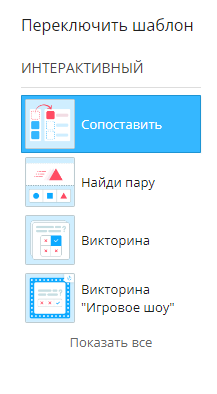 Переключить шаблон
ИНТЕРАКТИВНЫЙ
Сопоставить
Найди пару
Викторина
Викторина
"Игровое шоу"
Показать все